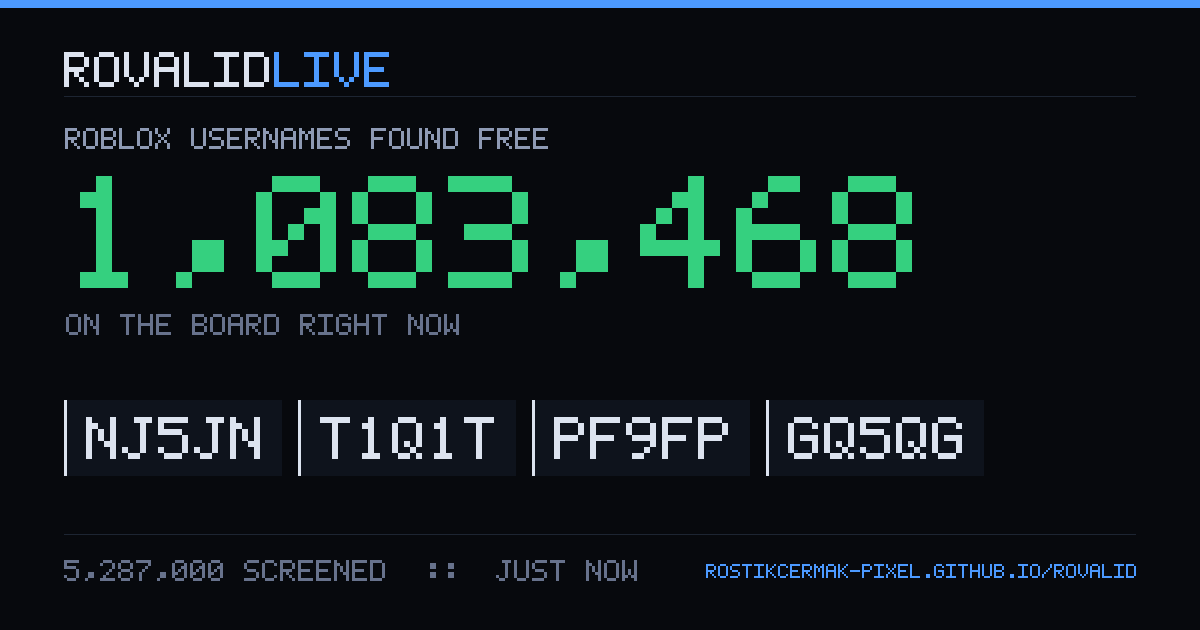 ROVALIDLIVE
ROBLOX USERNAMES FOUND FREE
1,083,468
ON THE BOARD RIGHT NOW
NJ5JN T1Q1T PF9FP GQ5QG
5,287,000 SCREENED :: JUST NOW ROSTIKCERMAK-PIXEL.GITHUB.IO/ROVALID